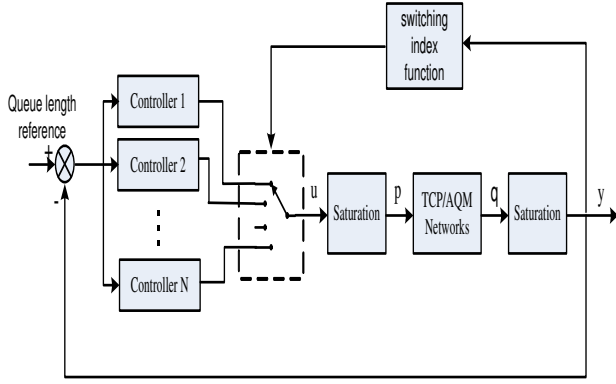 switching
index
function
Queue length
reference
+
-
Controller 1
Controller 2
Controller N
u
Saturation
p
TCP/AQM
Networks
q
Saturation
y